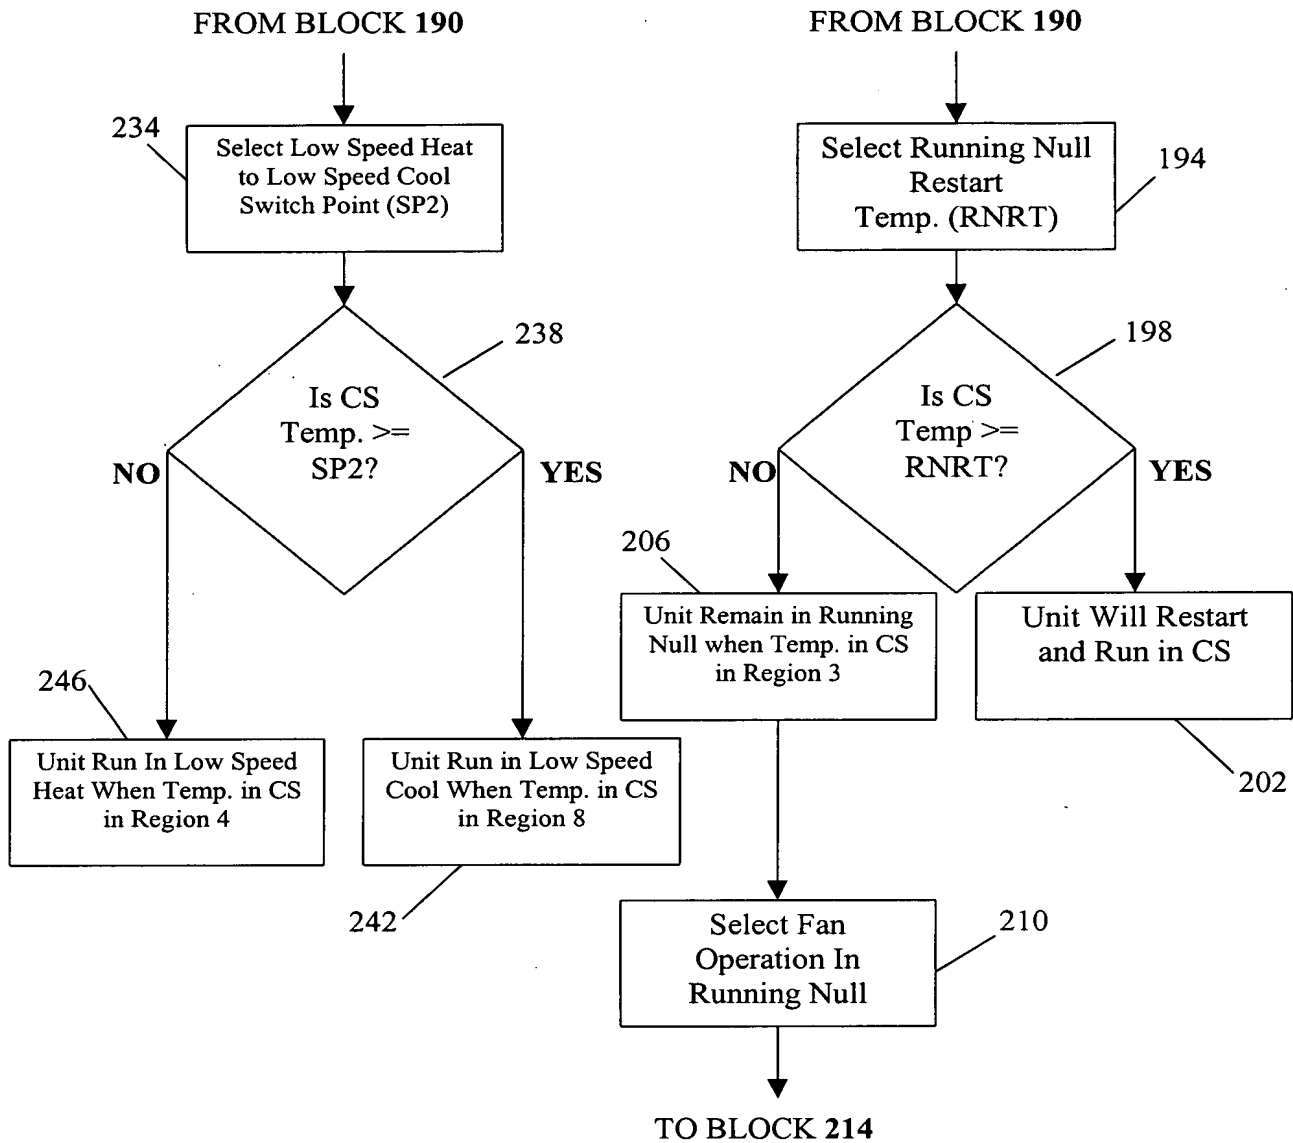 FROM BLOCK 190
234
Select Low Speed Heat
to Low Speed Cool
Switch Point (SP2)
238
Is CS
Temp. >=
SP2?
NO
YES
246
Unit Run In Low Speed
Heat When Temp. in CS
in Region 4
Unit Run in Low Speed
Cool When Temp. in CS
in Region 8
242
FROM BLOCK 190
Select Running Null
Restart
Temp. (RNRT)
194
198
Is CS
Temp >=
RNRT?
NO
YES
206
Unit Remain in Running
Null when Temp. in CS
in Region 3
Unit Will Restart
and Run in CS
202
Select Fan
Operation In
Running Null
210
TO BLOCK 214